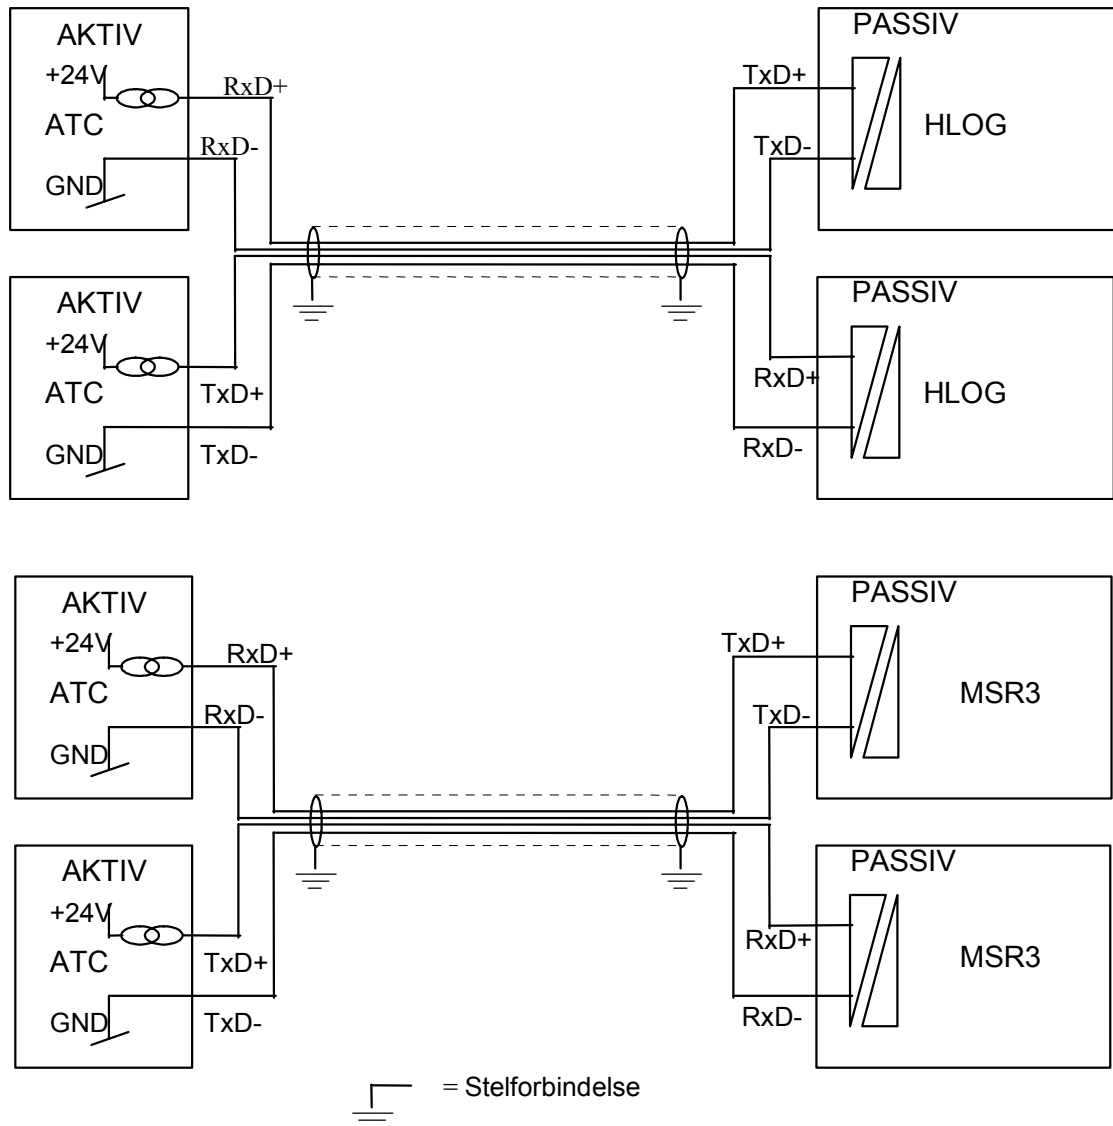 AKTIV
+24V
ATC
GND
RxD+
RxD-
TxD+
TxD-
PASSIV
HLOG
AKTIV
+24V
ATC
GND
TxD+
TxD-
RxD+
RxD-
PASSIV
HLOG
AKTIV
+24V
ATC
GND
RxD+
RxD-
TxD+
TxD-
PASSIV
MSR3
AKTIV
+24V
ATC
GND
TxD+
TxD-
RxD+
RxD-
PASSIV
MSR3
= Stelforbindelse